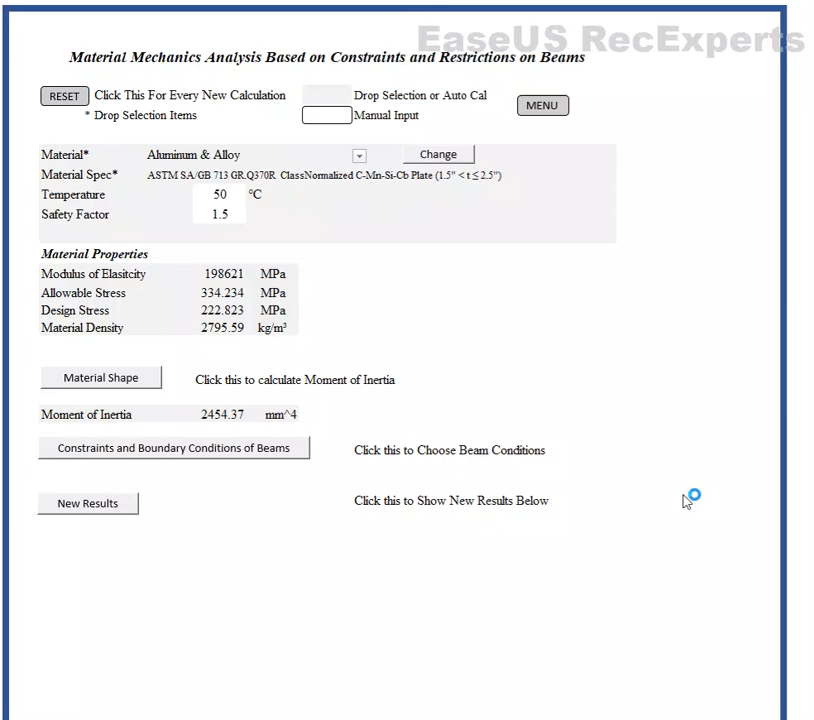 EaseUS RecExperts
Material Mechanics Analysis Based on Constraints and Restrictions on Beams
RESET Click This For Every New Calculation Drop Selection or Auto Cal MENU
* Drop Selection Items Manual Input
Material* Aluminum & Alloy Change
Material Spec* ASTM SA/GB 713 GR.Q370R ClassNormalized C-Mn-Si-Cb Plate (1.5" < t ≤ 2.5")
Temperature 50 °C
Safety Factor 1.5
Material Properties
Modulus of Elasitcity 198621 MPa
Allowable Stress 334.234 MPa
Design Stress 222.823 MPa
Material Density 2795.59 kg/m³
Material Shape Click this to calculate Moment of Inertia
Moment of Inertia 2454.37 mm^4
Constraints and Boundary Conditions of Beams Click this to Choose Beam Conditions
New Results Click this to Show New Results Below